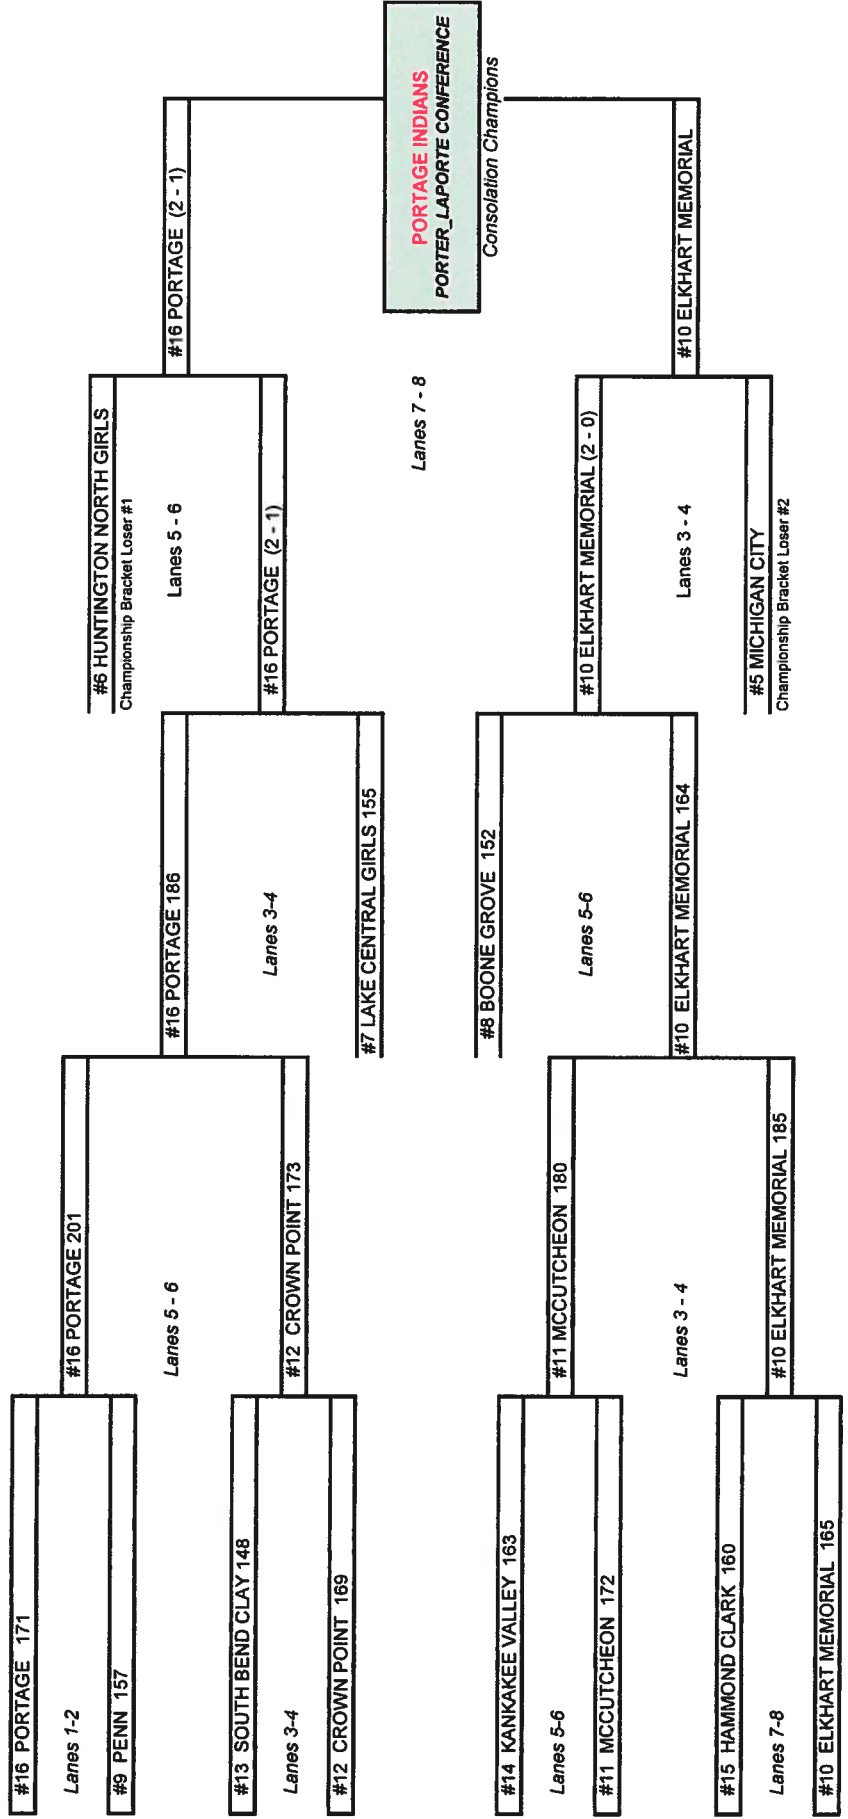 #16 PORTAGE 171
Lanes 1-2
#9 PENN 157
#13 SOUTH BEND CLAY 148
Lanes 3-4
#12 CROWN POINT 169
#14 KANKAKEE VALLEY 163
Lanes 5-6
#11 MCCUTCHEON 172
#15 HAMMOND CLARK 160
Lanes 7-8
#10 ELKHART MEMORIAL 165
#16 PORTAGE 201
Lanes 5 - 6
#12 CROWN POINT 173
#11 MCCUTCHEON 180
Lanes 3 - 4
#10 ELKHART MEMORIAL 185
#16 PORTAGE 186
Lanes 3-4
#7 LAKE CENTRAL GIRLS 155
#8 BOONE GROVE 152
Lanes 5-6
#10 ELKHART MEMORIAL 164
#6 HUNTINGTON NORTH GIRLS
Championship Bracket Loser #1
Lanes 5 - 6
#16 PORTAGE (2 - 1)
#10 ELKHART MEMORIAL (2 - 0)
Lanes 3 - 4
#5 MICHIGAN CITY
Championship Bracket Loser #2
#16 PORTAGE (2 - 1)
Lanes 7 - 8
#10 ELKHART MEMORIAL
PORTAGE INDIANS
PORTER_LAPORTE CONFERENCE
Consolation Champions